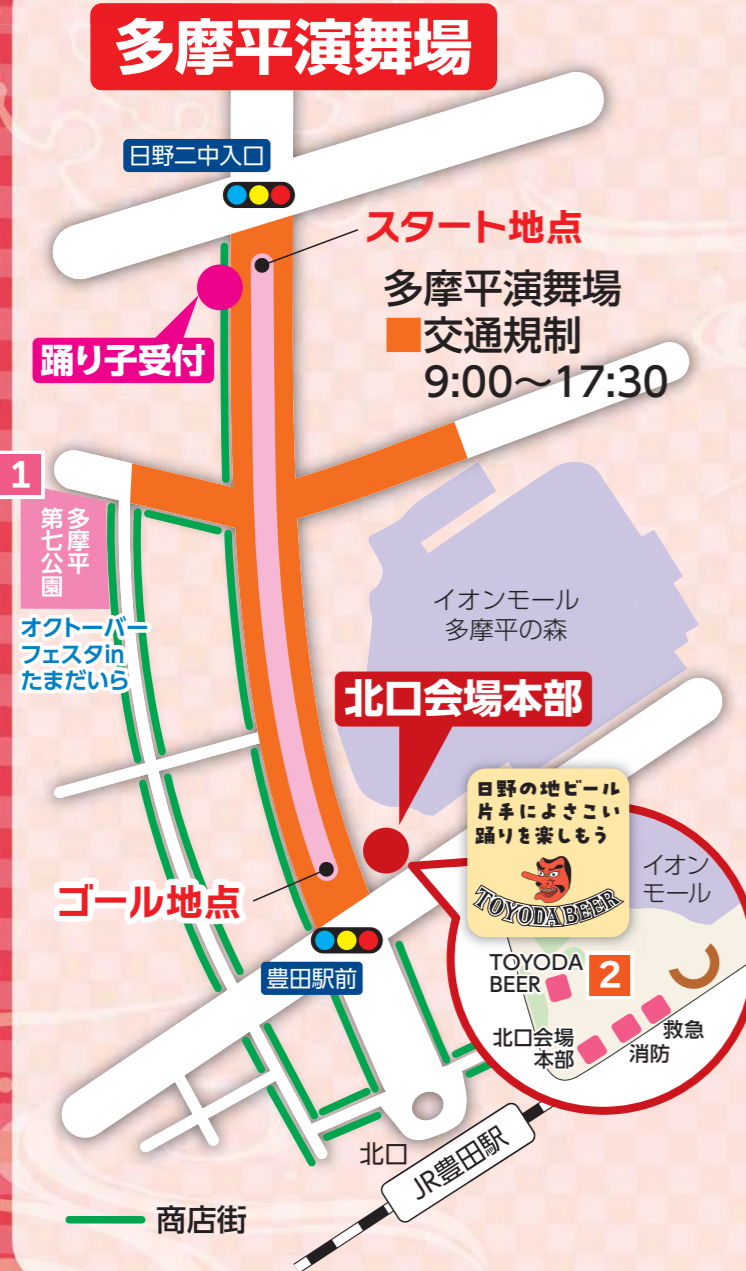 多摩平演舞場
日野二中入口
スタート地点
多摩平演舞場
■交通規制
9:00～17:30
踊り子受付
1
多摩平
第七公園
オクトーバー
フェスタin
たまだいら
イオンモール
多摩平の森
北口会場本部
日野の地ビール
片手によさこい
踊りを楽しもう
TOYODA BEER
イオン
モール
ゴール地点
豊田駅前
TOYODA
BEER
2
北口会場
本部
消防
救急
北口
JR豊田駅
商店街